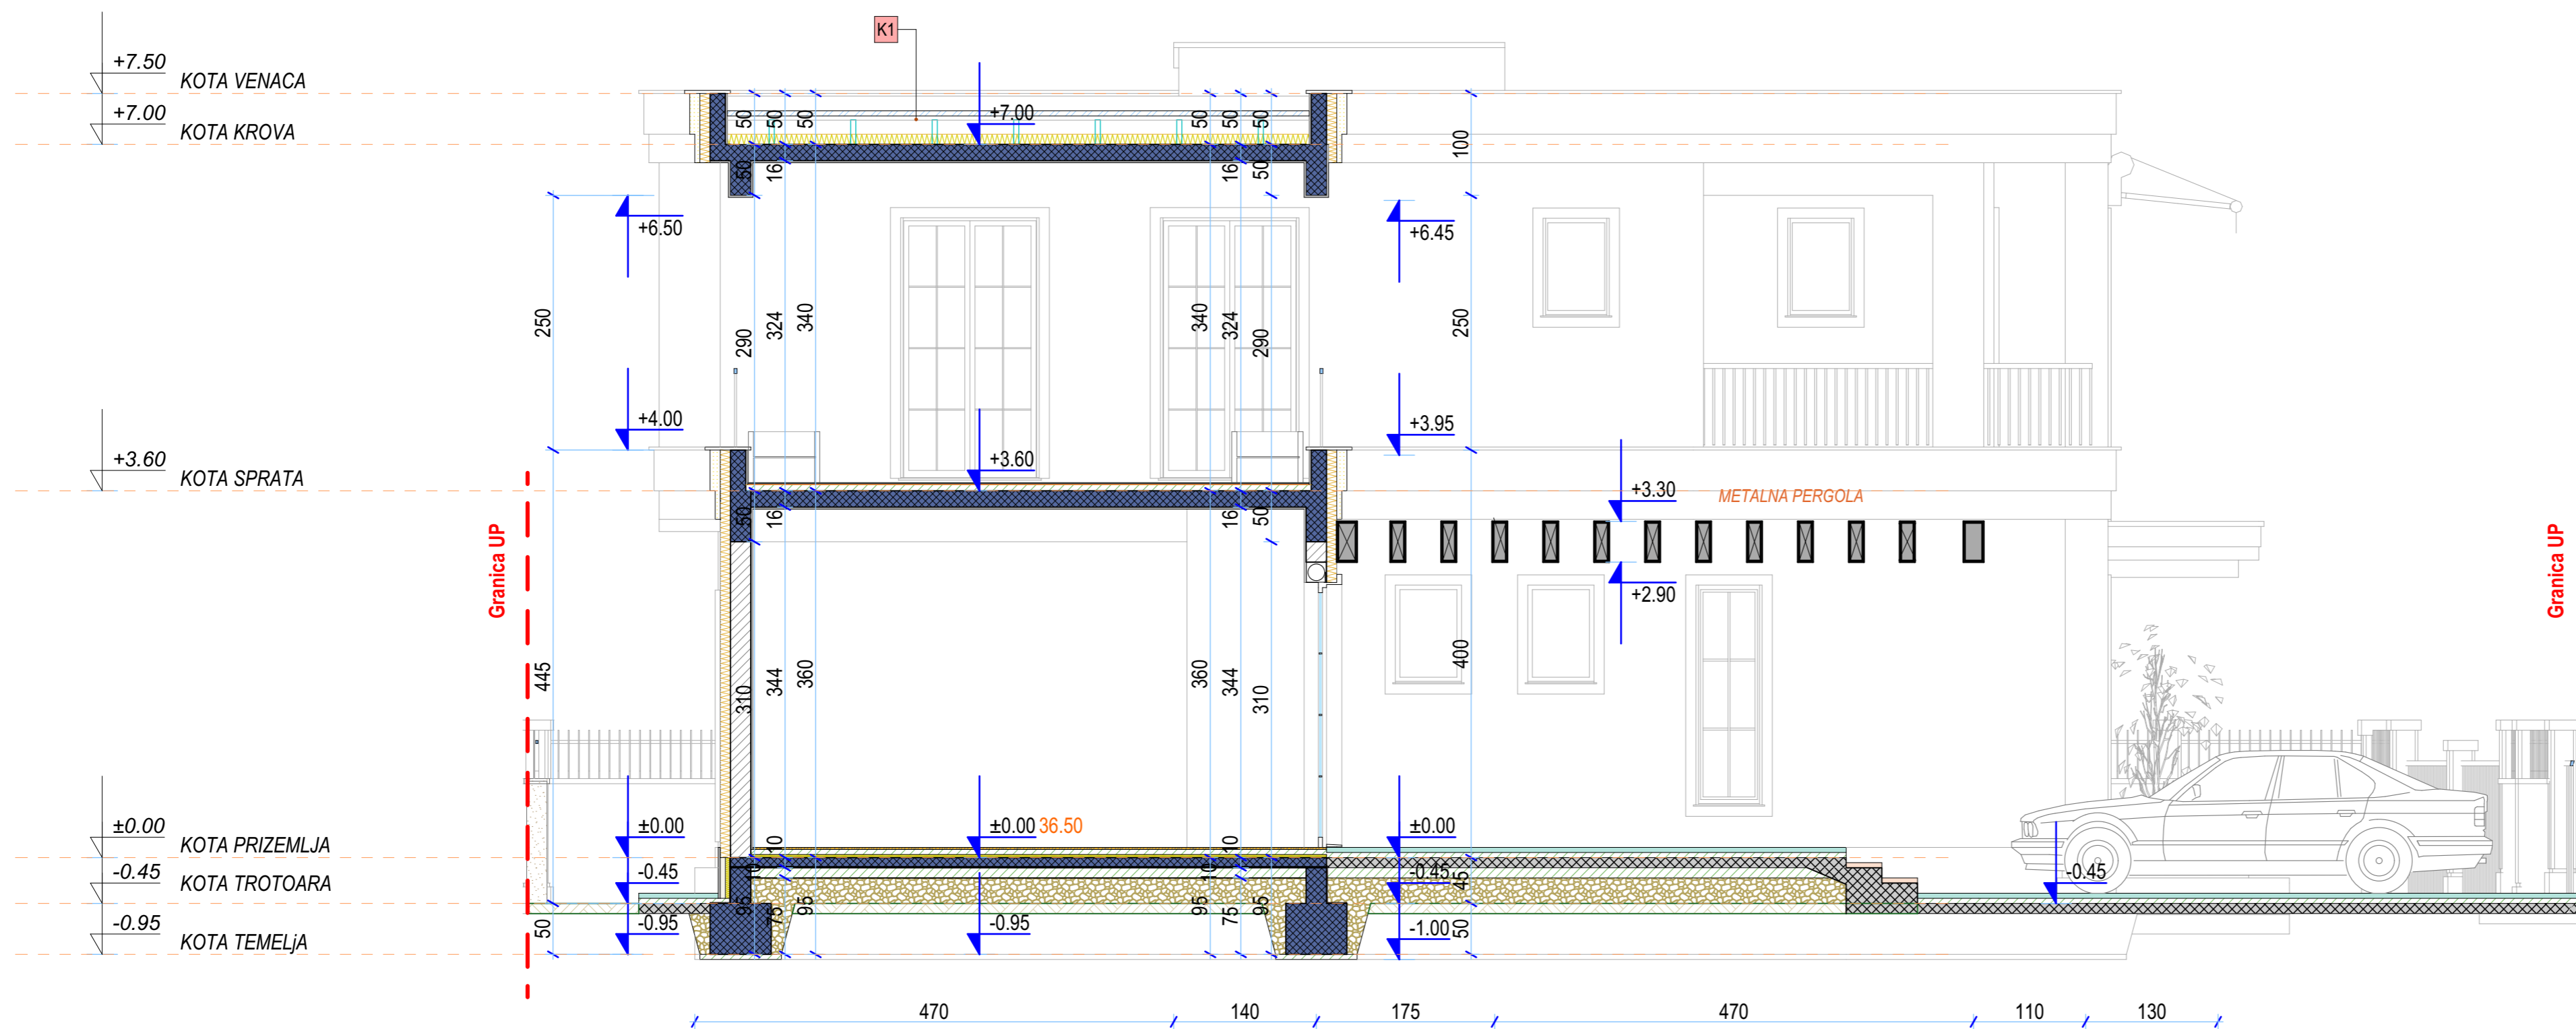 K1
+7.50 KOTA VENACA
+7.00 KOTA KROVA
+7.00
50 50 50 50 50 50
100
50 16 16 50
+6.50
+6.45
250
290 324 340 340 324 290
250
+4.00
+3.95
+3.60 KOTA SPRATA
+3.60
+3.30
METALNA PERGOLA
50 16 16 50
Granica UP
Granica UP
+2.90
445
310 344 360 360 344 310
400
±0.00 KOTA PRIZEMLJA
±0.00
±0.00 36.50
±0.00
10 10
-0.45 KOTA TROTOARA
-0.45
10 10
-0.45
45
-0.45
95 75 95 95 75 95
-0.95 KOTA TEMELjA
50
-0.95
-0.95
-1.00
50
470 140 175 470 110 130